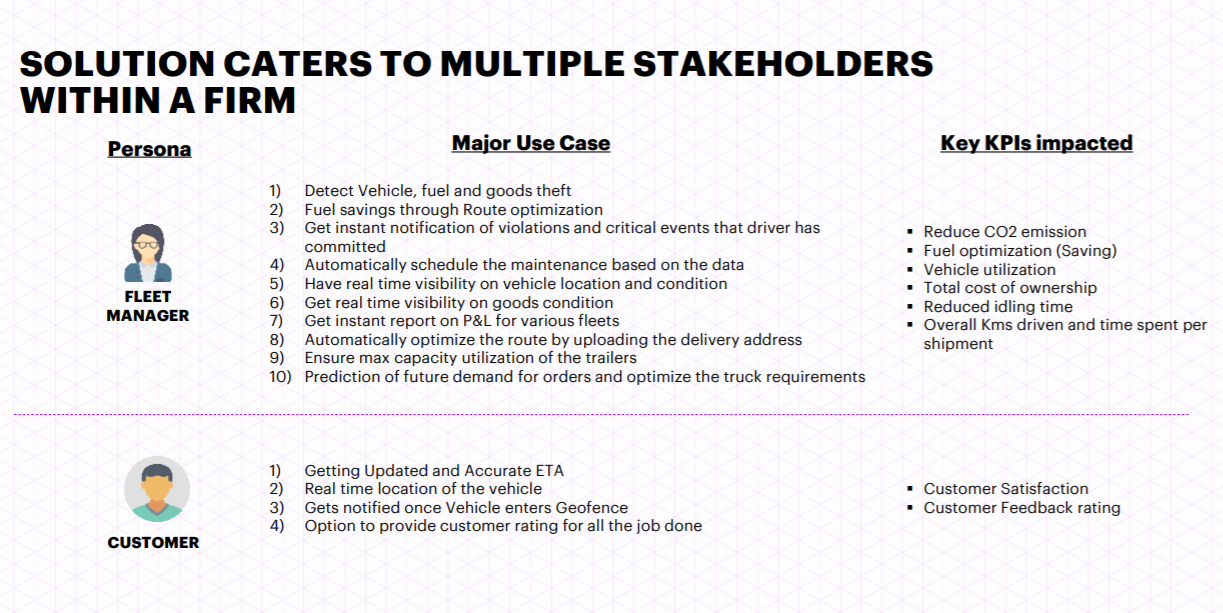 SOLUTION CATERS TO MULTIPLE STAKEHOLDERS
WITHIN A FIRM
Persona
Major Use Case
Key KPIs impacted
FLEET
MANAGER
1) Detect Vehicle, fuel and goods theft
2) Fuel savings through Route optimization
3) Get instant notification of violations and critical events that driver has
committed
4) Automatically schedule the maintenance based on the data
5) Have real time visibility on vehicle location and condition
6) Get real time visibility on goods condition
7) Get instant report on P&L for various fleets
8) Automatically optimize the route by uploading the delivery address
9) Ensure max capacity utilization of the trailers
10) Prediction of future demand for orders and optimize the truck requirements
▪ Reduce CO2 emission
▪ Fuel optimization (Saving)
▪ Vehicle utilization
▪ Total cost of ownership
▪ Reduced idling time
▪ Overall Kms driven and time spent per
shipment
CUSTOMER
1) Getting Updated and Accurate ETA
2) Real time location of the vehicle
3) Gets notified once Vehicle enters Geofence
4) Option to provide customer rating for all the job done
▪ Customer Satisfaction
▪ Customer Feedback rating